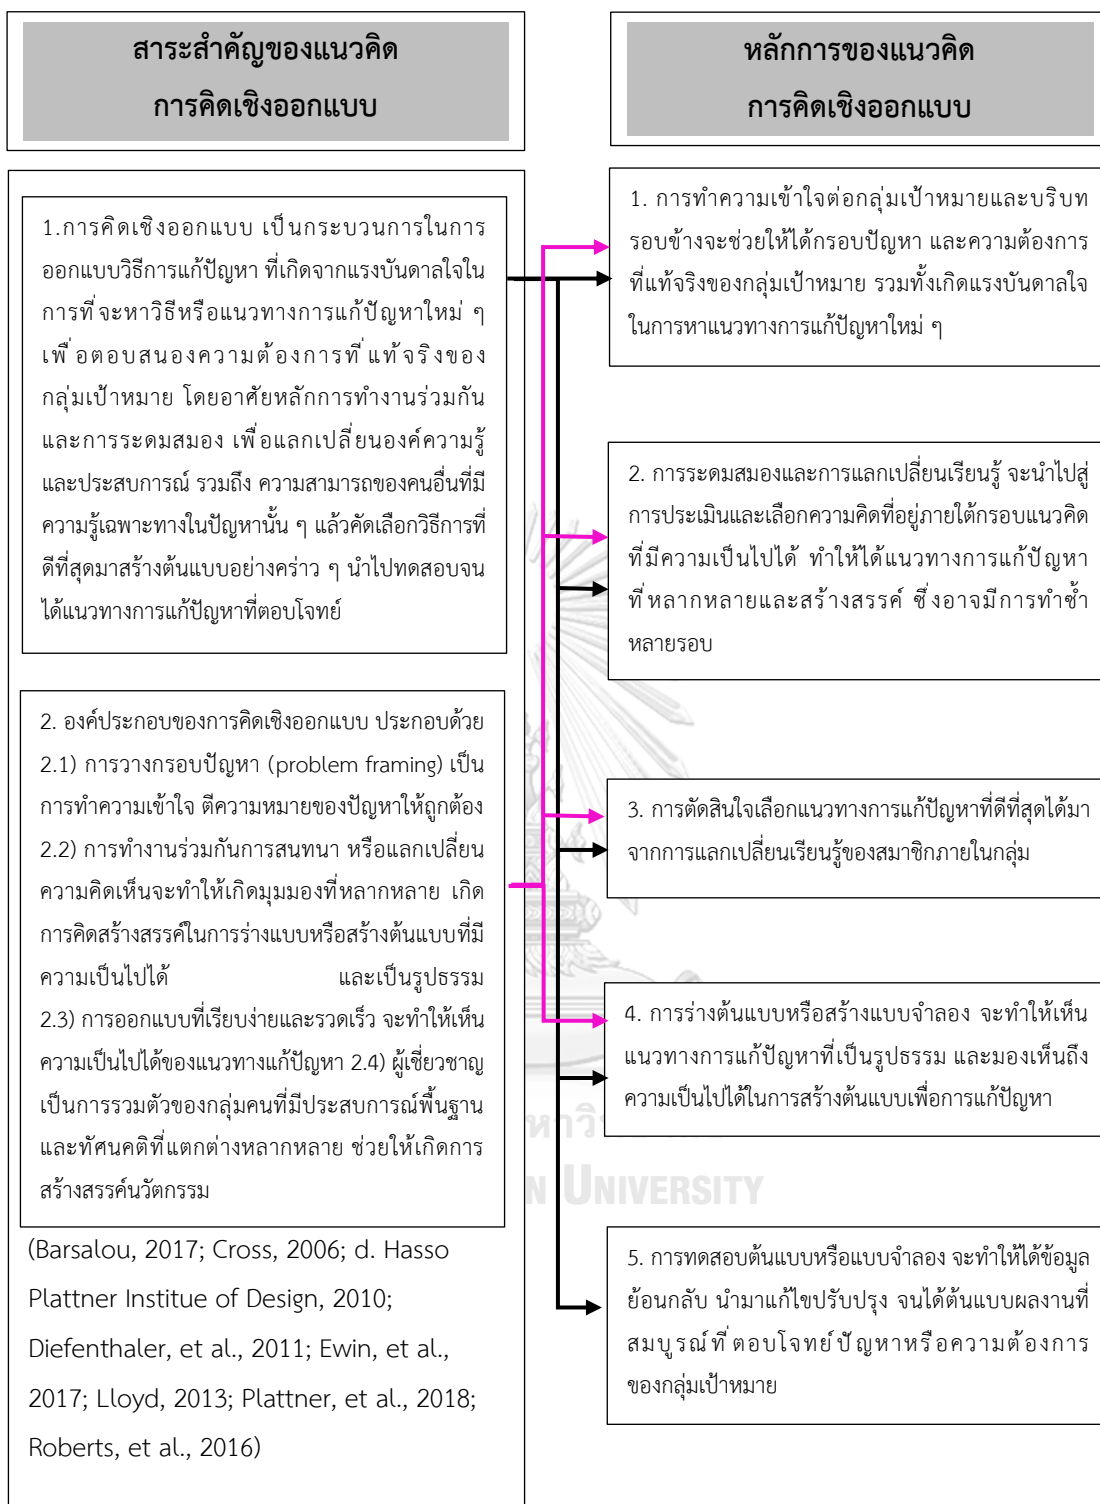 สาระสำคัญของแนวคิด
การคิดเชิงออกแบบ
1.การคิดเชิงออกแบบ เป็นกระบวนการในการ
ออกแบบวิธีการแก้ปัญหา ที่เกิดจากแรงบันดาลใจใน
การที่จะหาวิธีหรือแนวทางการแก้ปัญหาใหม่ ๆ
เพื่อตอบสนองความต้องการที่แท้จริงของ
กลุ่มเป้าหมาย โดยอาศัยหลักการทำงานร่วมกัน
และการระดมสมอง เพื่อแลกเปลี่ยนองค์ความรู้
และประสบการณ์ รวมถึง ความสามารถของคนอื่นที่มี
ความรู้เฉพาะทางในปัญหานั้น ๆ แล้วคัดเลือกวิธีการที่
ดีที่สุดมาสร้างต้นแบบอย่างคร่าว ๆ นำไปทดสอบจน
ได้แนวทางการแก้ปัญหาที่ตอบโจทย์
2. องค์ประกอบของการคิดเชิงออกแบบ ประกอบด้วย
2.1) การวางกรอบปัญหา (problem framing) เป็น
การทำความเข้าใจ ตีความหมายของปัญหาให้ถูกต้อง
2.2) การทำงานร่วมกันการสนทนา หรือแลกเปลี่ยน
ความคิดเห็นจะทำให้เกิดมุมมองที่หลากหลาย เกิด
การคิดสร้างสรรค์ในการร่างแบบหรือสร้างต้นแบบที่มี
ความเป็นไปได้ และเป็นรูปธรรม
2.3) การออกแบบที่เรียบง่ายและรวดเร็ว จะทำให้เห็น
ความเป็นไปได้ของแนวทางแก้ปัญหา 2.4) ผู้เชี่ยวชาญ
เป็นการรวมตัวของกลุ่มคนที่มีประสบการณ์พื้นฐาน
และทัศนคติที่แตกต่างหลากหลาย ช่วยให้เกิดการ
สร้างสรรค์นวัตกรรม
(Barsalou, 2017; Cross, 2006; d. Hasso
Plattner Institue of Design, 2010;
Diefenthaler, et al., 2011; Ewin, et al.,
2017; Lloyd, 2013; Plattner, et al., 2018;
Roberts, et al., 2016)
หลักการของแนวคิด
การคิดเชิงออกแบบ
1. การทำความเข้าใจต่อกลุ่มเป้าหมายและบริบท
รอบข้างจะช่วยให้ได้กรอบปัญหา และความต้องการ
ที่แท้จริงของกลุ่มเป้าหมาย รวมทั้งเกิดแรงบันดาลใจ
ในการหาแนวทางการแก้ปัญหาใหม่ ๆ
2. การระดมสมองและการแลกเปลี่ยนเรียนรู้ จะนำไปสู่
การประเมินและเลือกความคิดที่อยู่ภายใต้กรอบแนวคิด
ที่มีความเป็นไปได้ ทำให้ได้แนวทางการแก้ปัญหา
ที่หลากหลายและสร้างสรรค์ ซึ่งอาจมีการทำซ้ำ
หลายรอบ
3. การตัดสินใจเลือกแนวทางการแก้ปัญหาที่ดีที่สุดได้มา
จากการแลกเปลี่ยนเรียนรู้ของสมาชิกภายในกลุ่ม
4. การร่างต้นแบบหรือสร้างแบบจำลอง จะทำให้เห็น
แนวทางการแก้ปัญหาที่เป็นรูปธรรม และมองเห็นถึง
ความเป็นไปได้ในการสร้างต้นแบบเพื่อการแก้ปัญหา
5. การทดสอบต้นแบบหรือแบบจำลอง จะทำให้ได้ข้อมูล
ย้อนกลับ นำมาแก้ไขปรับปรุง จนได้ต้นแบบผลงานที่
สมบูรณ์ที่ตอบโจทย์ปัญหาหรือความต้องการ
ของกลุ่มเป้าหมาย
UNIVERSITY